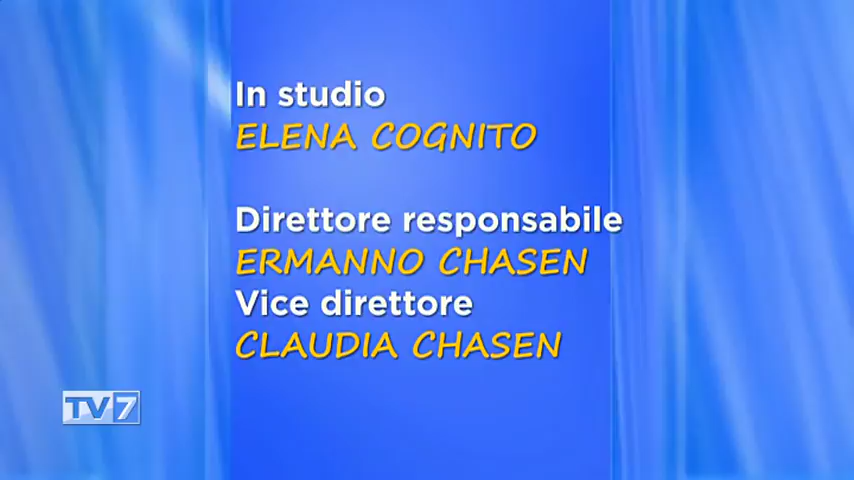 In studio
ELENA COGNITO
Direttore responsabile
ERMANNO CHASEN
Vice direttore
CLAUDIA CHASEN
TV7